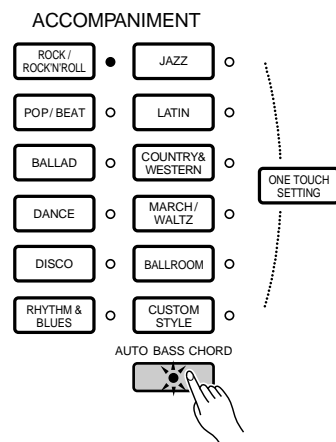 ACCOMPANIMENT
ROCK /
ROCK'N'ROLL
JAZZ
POP / BEAT
LATIN
BALLAD
COUNTRY&
WESTERN
DANCE
MARCH /
WALTZ
DISCO
BALLROOM
RHYTHM &
BLUES
CUSTOM
STYLE
ONE TOUCH
SETTING
AUTO BASS CHORD